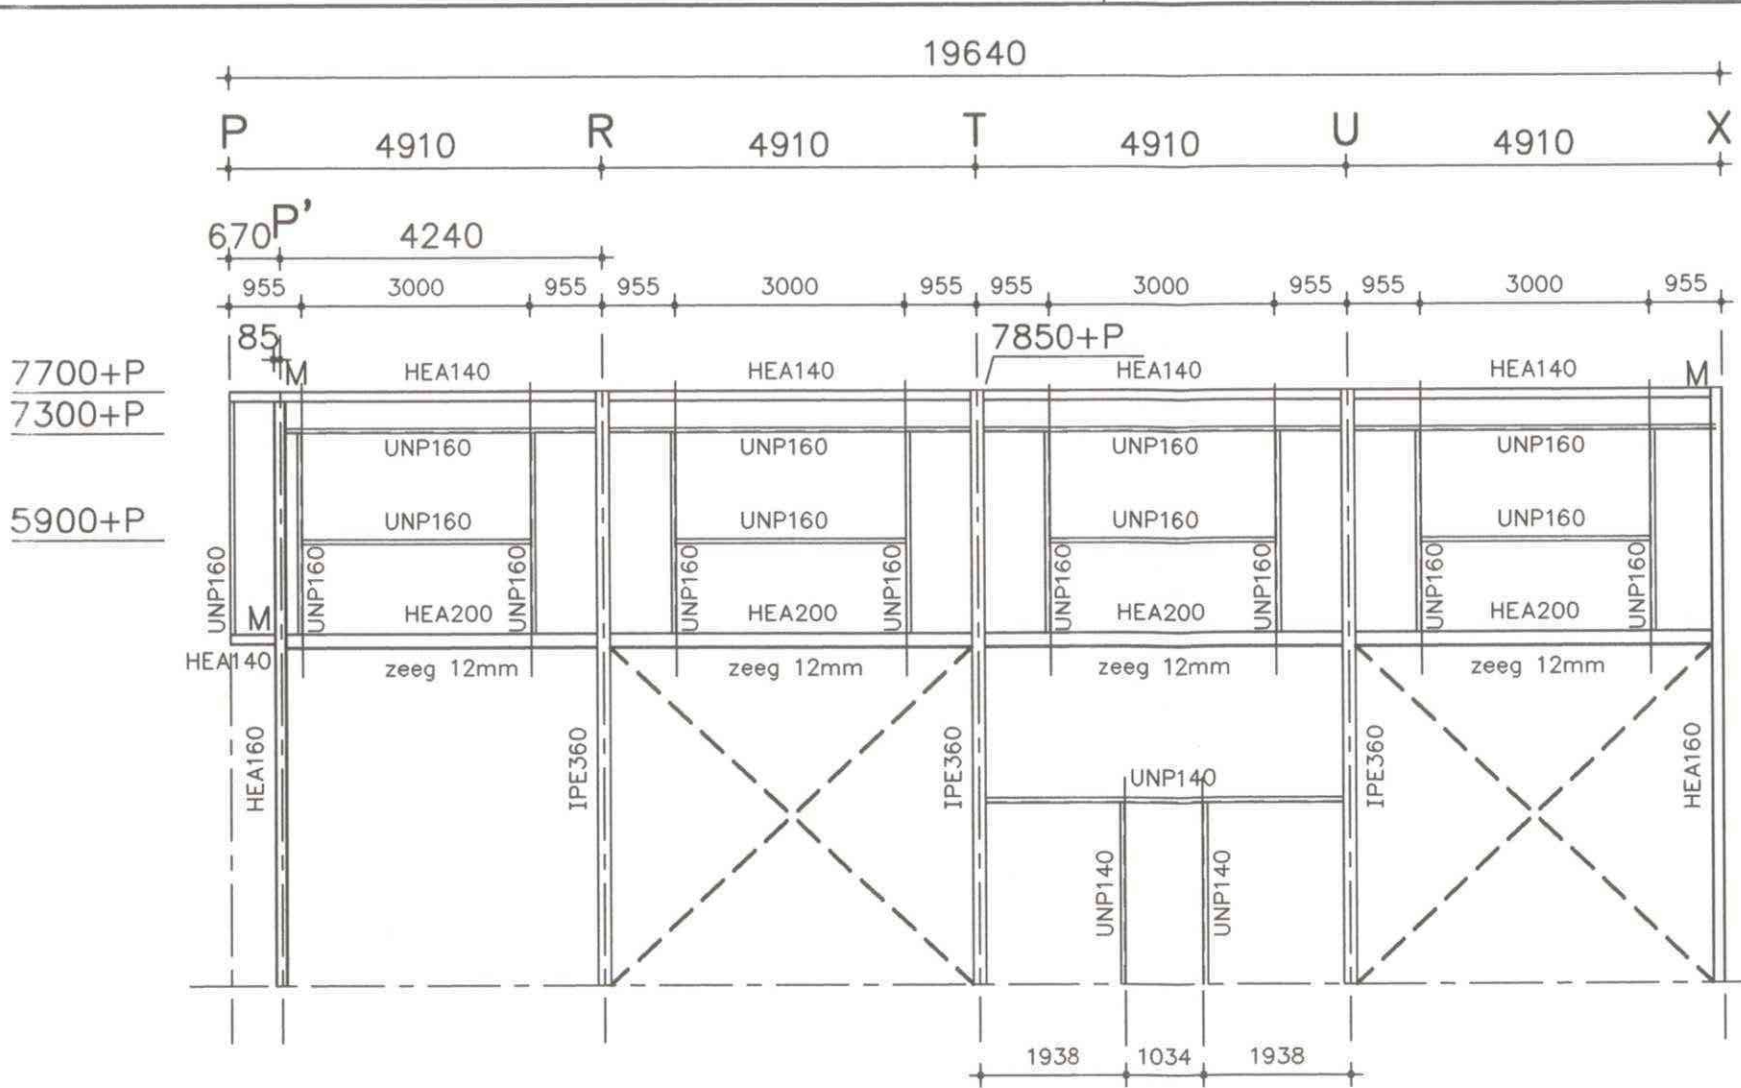 19640
P R T U X
4910 4910 4910 4910
P'
670 4240
955 3000 955 955 3000 955 955 3000 955 955 3000 955
85 7850+P
7700+P M HEA140 HEA140 HEA140 HEA140 M
7300+P
UNP160 UNP160 UNP160 UNP160
5900+P UNP160 UNP160 UNP160 UNP160
UNP160 UNP160 UNP160 UNP160 UNP160 UNP160 UNP160 UNP160 UNP160
M HEA200 HEA200 HEA200 HEA200
HEA140 zeeg 12mm zeeg 12mm zeeg 12mm zeeg 12mm
HEA160 IPE360 IPE360 IPE360 HEA160
UNP140
UNP140 UNP140
1938 1034 1938